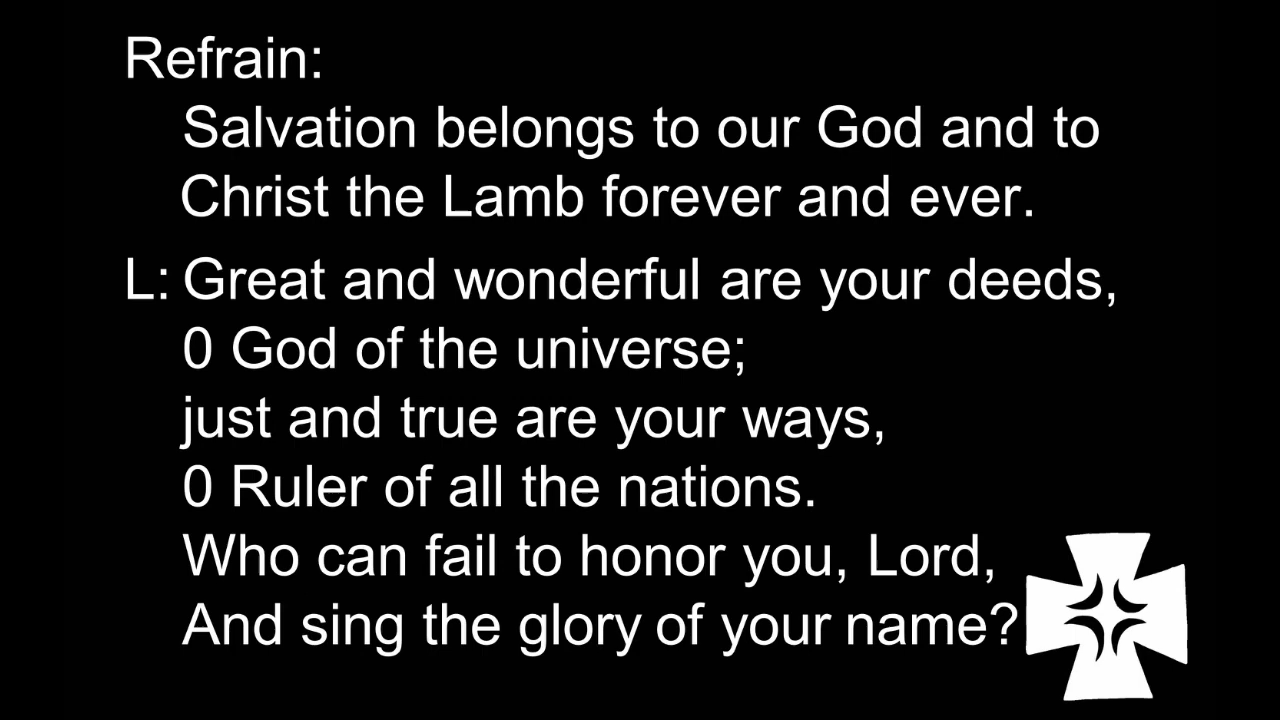 Refrain:
Salvation belongs to our God and to
Christ the Lamb forever and ever.
L: Great and wonderful are your deeds,
0 God of the universe;
just and true are your ways,
0 Ruler of all the nations.
Who can fail to honor you, Lord,
And sing the glory of your name?